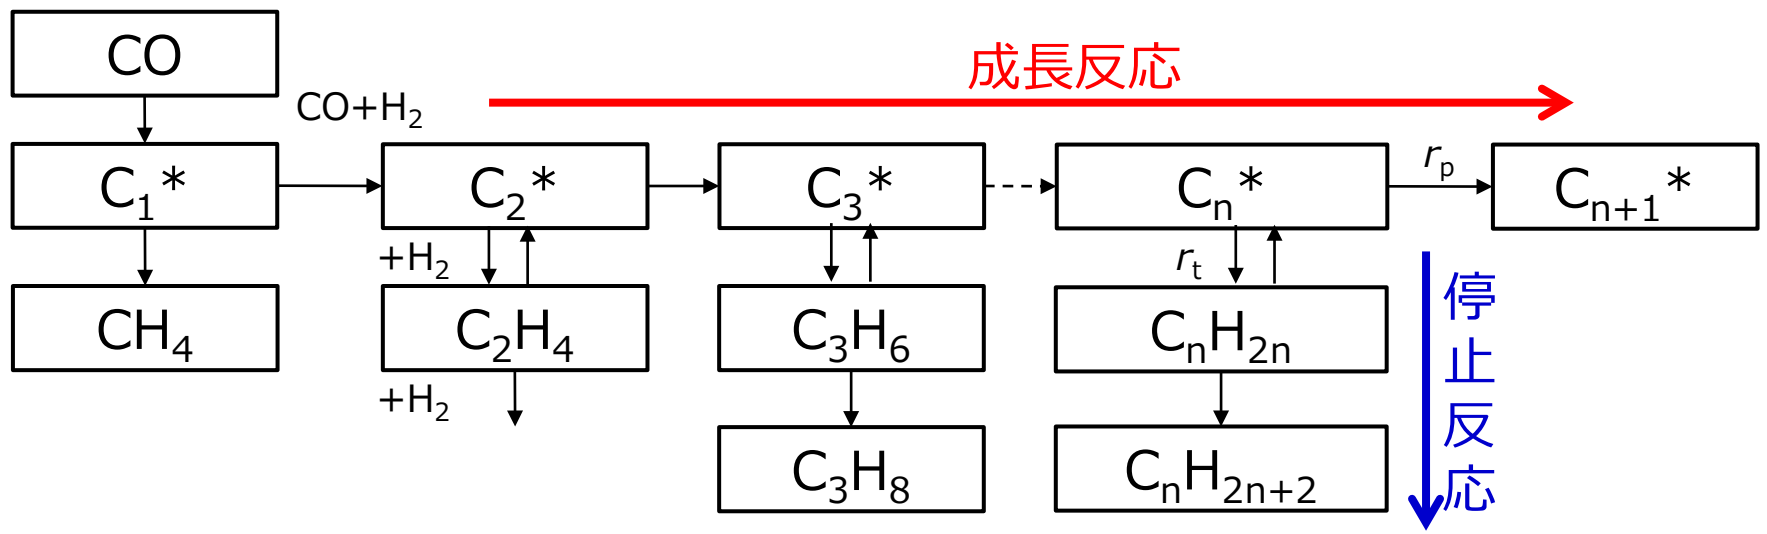 CO
成長反応
CO+H₂
C₁*
C₂*
C₃*
Cₙ*
rₚ
Cₙ₊₁*
+H₂
rₜ
停止反応
CH₄
C₂H₄
C₃H₆
CₙH₂ₙ
+H₂
C₃H₈
CₙH₂ₙ₊₂